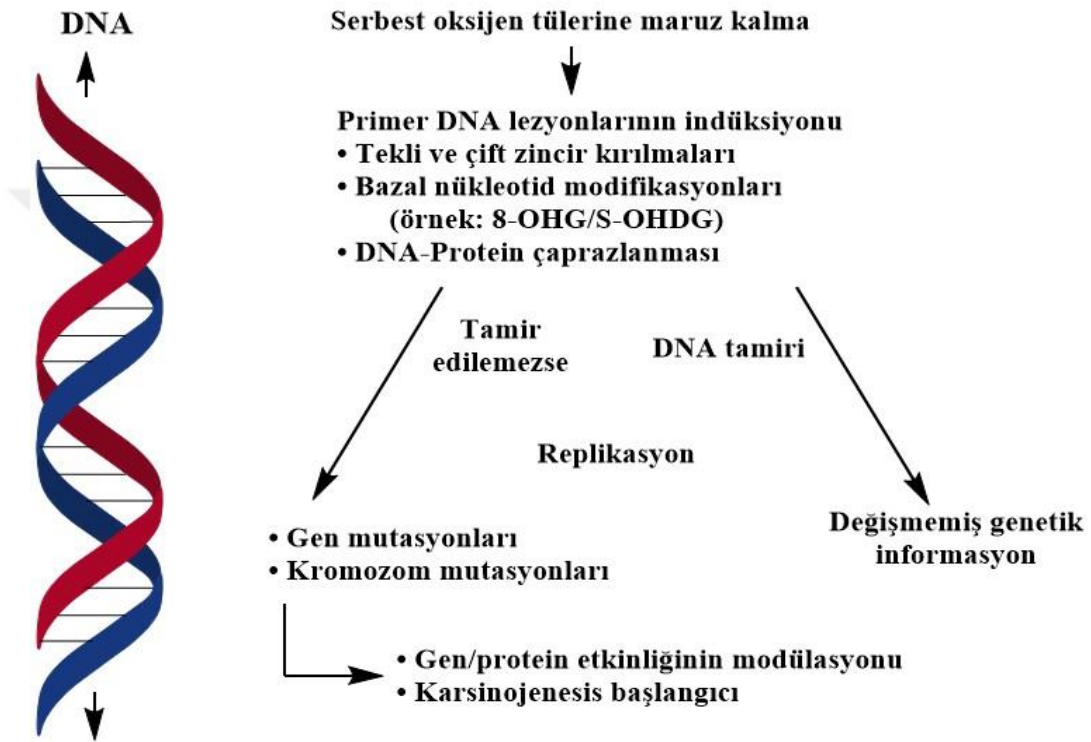 DNA
Serbest oksijen tülerine maruz kalma
Primer DNA lezyonlarının indüksiyonu
• Tekli ve çift zincir kırılmaları
• Bazal nükleotid modifikasyonları
(örnek: 8-OHG/S-OHDG)
• DNA-Protein çaprazlanması
Tamir
edilemezse
DNA tamiri
Replikasyon
• Gen mutasyonları
• Kromozom mutasyonları
Değişmemiş genetik
informasyon
• Gen/protein etkinliğinin modülasyonu
• Karsinojenesis başlangıcı